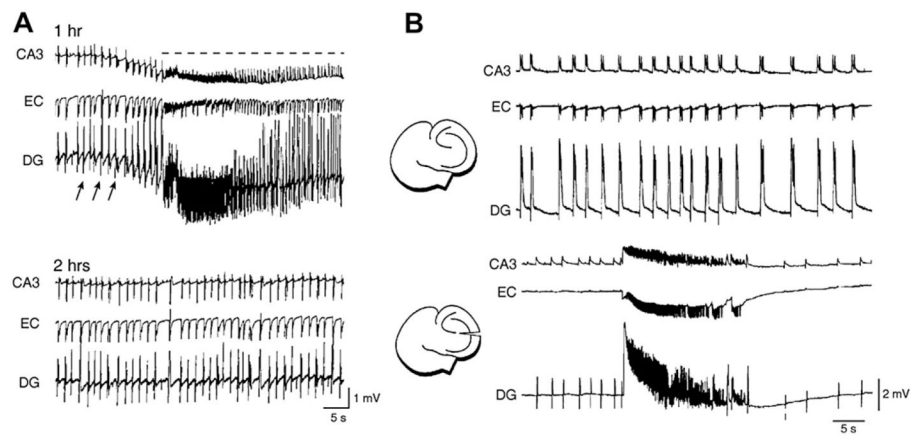 A
1 hr
CA3
EC
DG
2 hrs
CA3
EC
DG
1 mV
5 s
B
CA3
EC
DG
CA3
EC
DG
2 mV
5 s